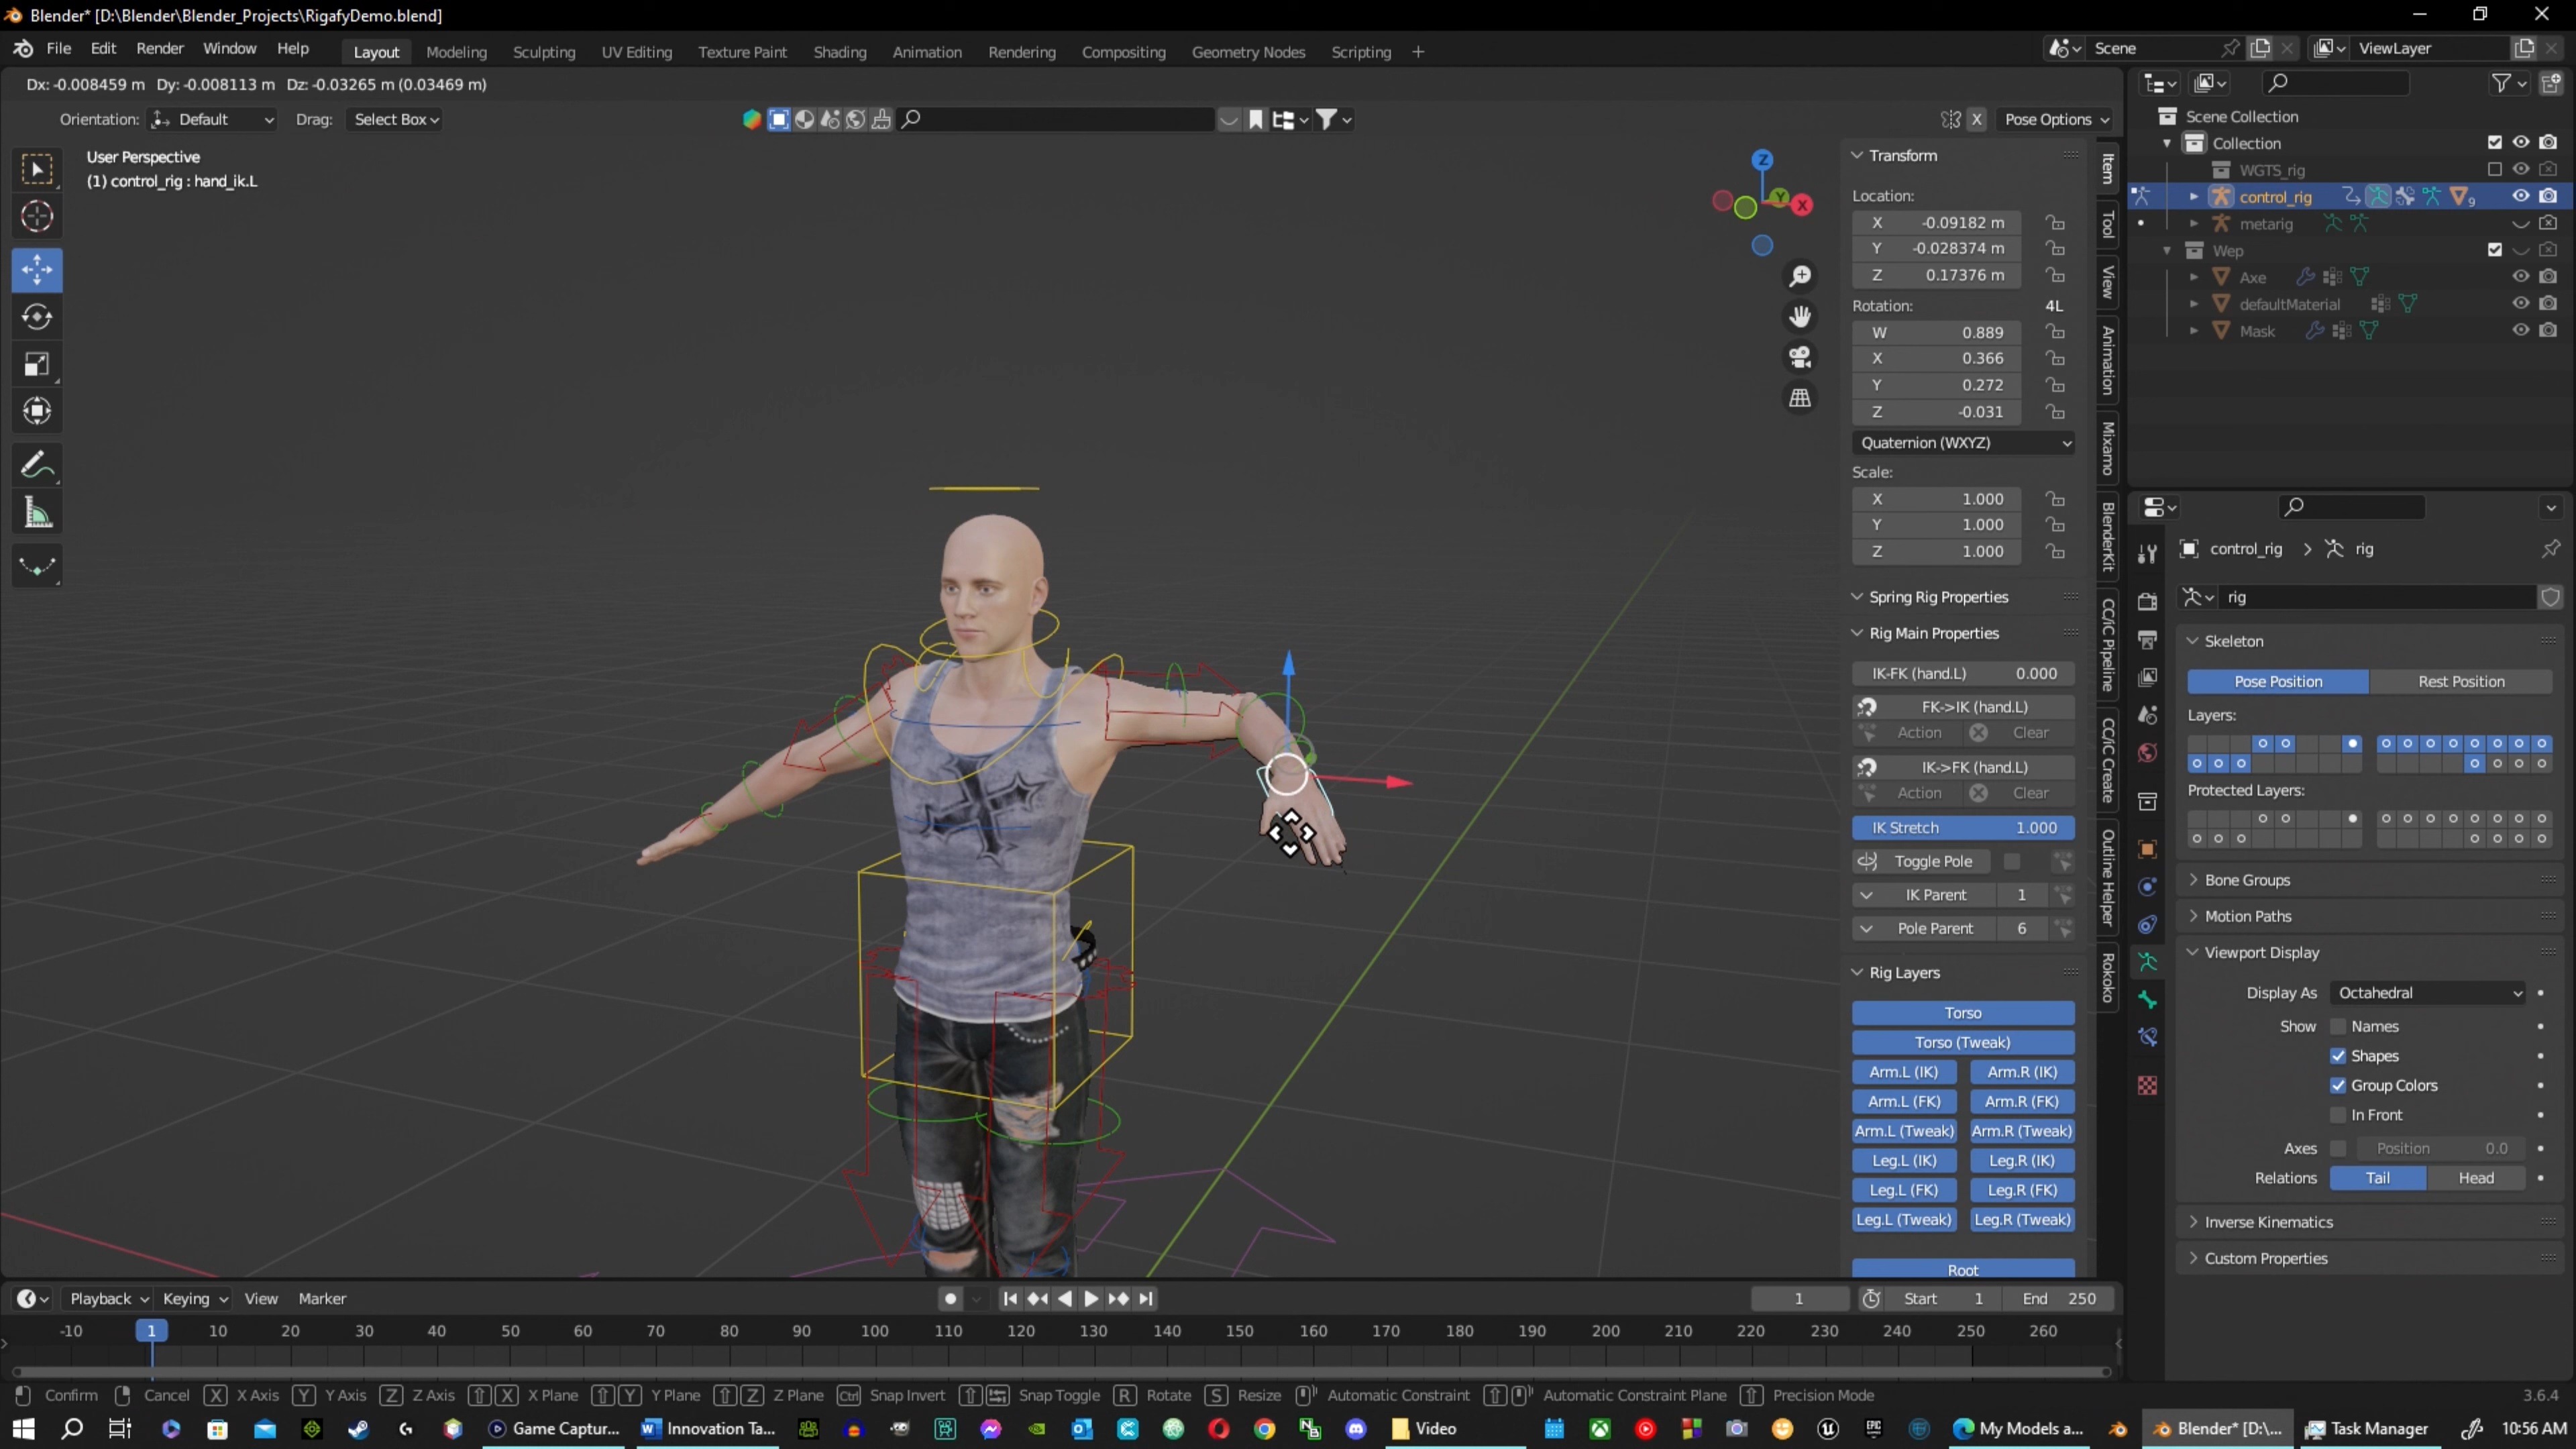 Blender* [D:\Blender\Blender_Projects\RigafyDemo.blend]
File Edit Render Window Help Layout Modeling Sculpting UV Editing Texture Paint Shading Animation Rendering Compositing Geometry Nodes Scripting + Scene ViewLayer
Dx: -0.008459 m Dy: -0.008113 m Dz: -0.03265 m (0.03469 m)
Orientation: Default Drag: Select Box X Pose Options
User Perspective
(1) control_rig : hand_ik.L
Z
Y
X
Transform
Location:
X -0.09182 m
Y -0.028374 m
Z 0.17376 m
Rotation: 4L
W 0.889
X 0.366
Y 0.272
Z -0.031
Quaternion (WXYZ)
Scale:
X 1.000
Y 1.000
Z 1.000
Spring Rig Properties
Rig Main Properties
IK-FK (hand.L) 0.000
FK->IK (hand.L)
Action Clear
IK->FK (hand.L)
Action Clear
IK Stretch 1.000
Toggle Pole
IK Parent 1
Pole Parent 6
Rig Layers
Torso
Torso (Tweak)
Arm.L (IK) Arm.R (IK)
Arm.L (FK) Arm.R (FK)
Arm.L (Tweak) Arm.R (Tweak)
Leg.L (IK) Leg.R (IK)
Leg.L (FK) Leg.R (FK)
Leg.L (Tweak) Leg.R (Tweak)
Root
Item
Tool
View
Animation
Mixamo
BlenderKit
CC/iC Pipeline
CC/iC Create
Outline Helper
Rokoko
Scene Collection
Collection
WGTS_rig
control_rig 9
metarig
Wep
Axe
defaultMaterial
Mask
control_rig > rig
rig
Skeleton
Pose Position Rest Position
Layers:
Protected Layers:
Bone Groups
Motion Paths
Viewport Display
Display As Octahedral
Show Names
Shapes
Group Colors
In Front
Axes Position 0.0
Relations Tail Head
Inverse Kinematics
Custom Properties
Playback Keying View Marker 1 Start 1 End 250
-10 1 10 20 30 40 50 60 70 80 90 100 110 120 130 140 150 160 170 180 190 200 210 220 230 240 250 260
Confirm Cancel X X Axis Y Y Axis Z Z Axis X X Plane Y Y Plane Z Z Plane Ctrl Snap Invert Snap Toggle R Rotate S Resize Automatic Constraint Automatic Constraint Plane Precision Mode 3.6.4
Game Captur... Innovation Ta... Video My Models a... Blender* [D:\... Task Manager 10:56 AM